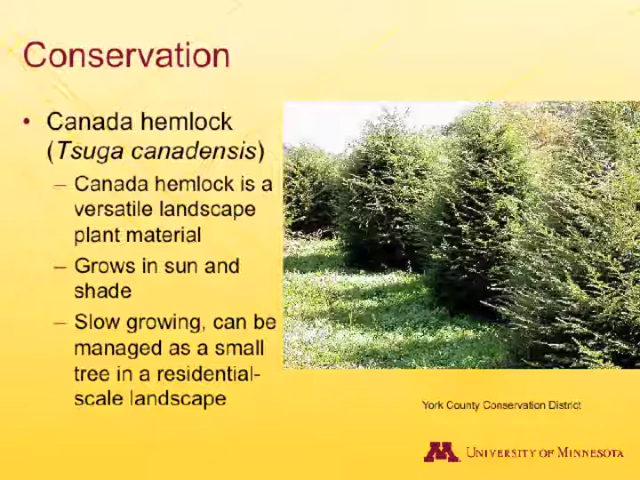 Conservation
• Canada hemlock
(Tsuga canadensis)
– Canada hemlock is a
versatile landscape
plant material
– Grows in sun and
shade
– Slow growing, can be
managed as a small
tree in a residential-
scale landscape
York County Conservation District
M
UNIVERSITY OF MINNESOTA